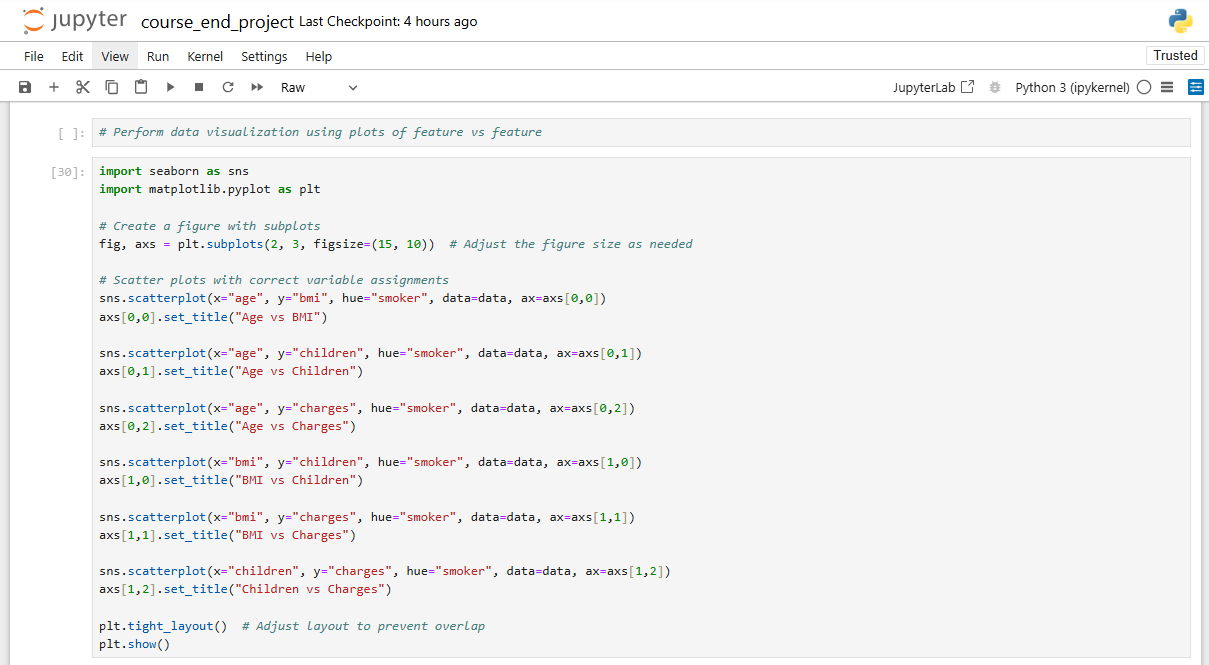 jupyter course_end_project Last Checkpoint: 4 hours ago
File Edit View Run Kernel Settings Help Trusted
Raw JupyterLab Python 3 (ipykernel)
[ ]: # Perform data visualization using plots of feature vs feature
[30]: import seaborn as sns
import matplotlib.pyplot as plt
# Create a figure with subplots
fig, axs = plt.subplots(2, 3, figsize=(15, 10))  # Adjust the figure size as needed
# Scatter plots with correct variable assignments
sns.scatterplot(x="age", y="bmi", hue="smoker", data=data, ax=axs[0,0])
axs[0,0].set_title("Age vs BMI")
sns.scatterplot(x="age", y="children", hue="smoker", data=data, ax=axs[0,1])
axs[0,1].set_title("Age vs Children")
sns.scatterplot(x="age", y="charges", hue="smoker", data=data, ax=axs[0,2])
axs[0,2].set_title("Age vs Charges")
sns.scatterplot(x="bmi", y="children", hue="smoker", data=data, ax=axs[1,0])
axs[1,0].set_title("BMI vs Children")
sns.scatterplot(x="bmi", y="charges", hue="smoker", data=data, ax=axs[1,1])
axs[1,1].set_title("BMI vs Charges")
sns.scatterplot(x="children", y="charges", hue="smoker", data=data, ax=axs[1,2])
axs[1,2].set_title("Children vs Charges")
plt.tight_layout()  # Adjust layout to prevent overlap
plt.show()